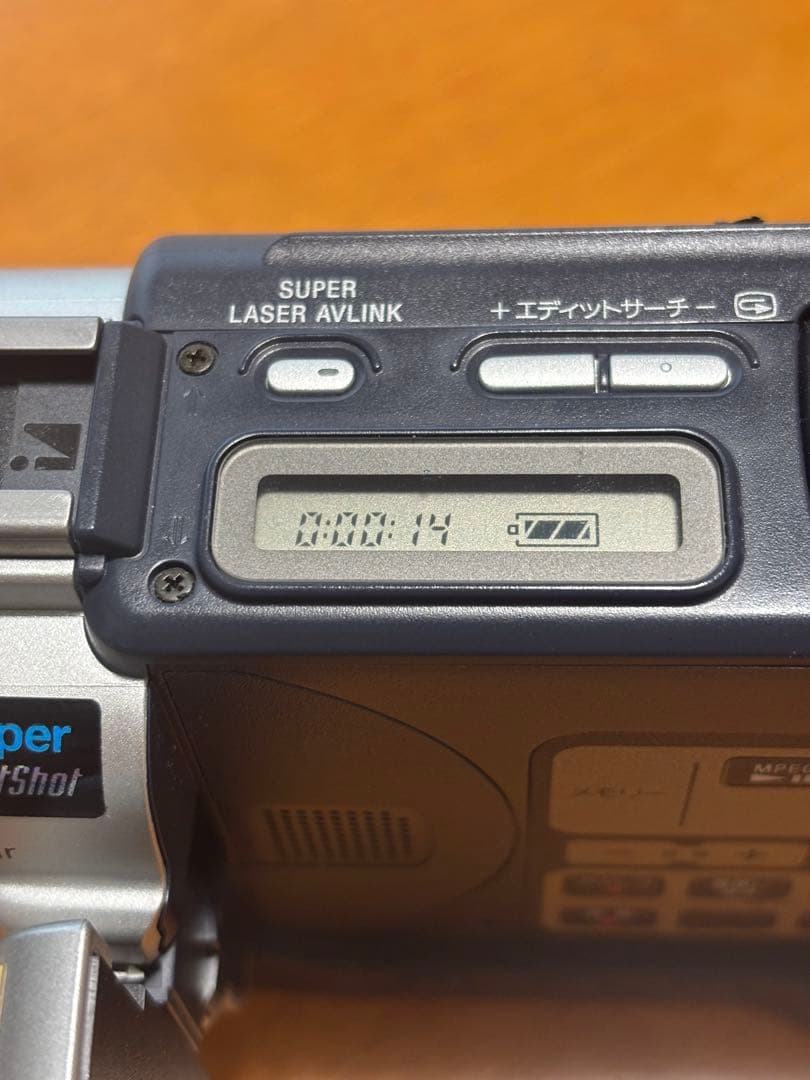 SUPER
LASER AVLINK
+ エディットサーチ −
0:00:14
per
tShot
メモリー
MPEG